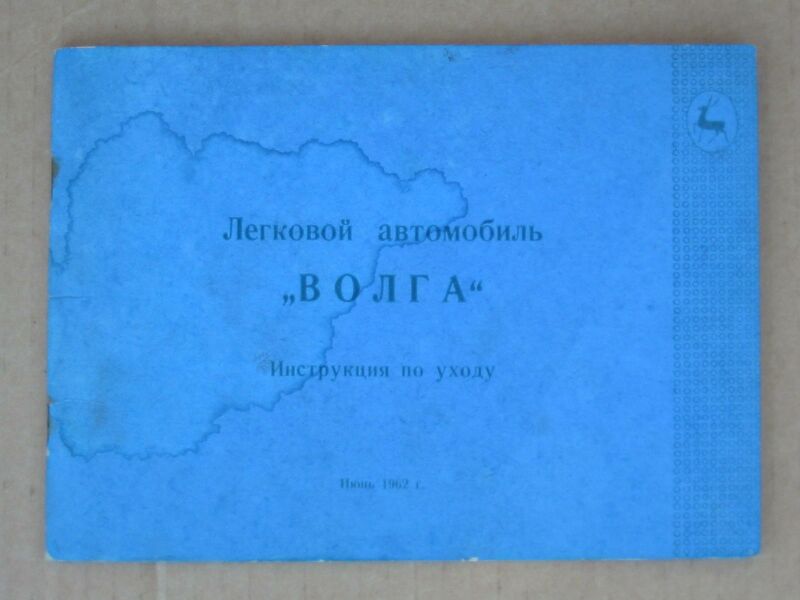 Легковой автомобиль
„ВОЛГА“
Инструкция по уходу
Июнь 1962 г.